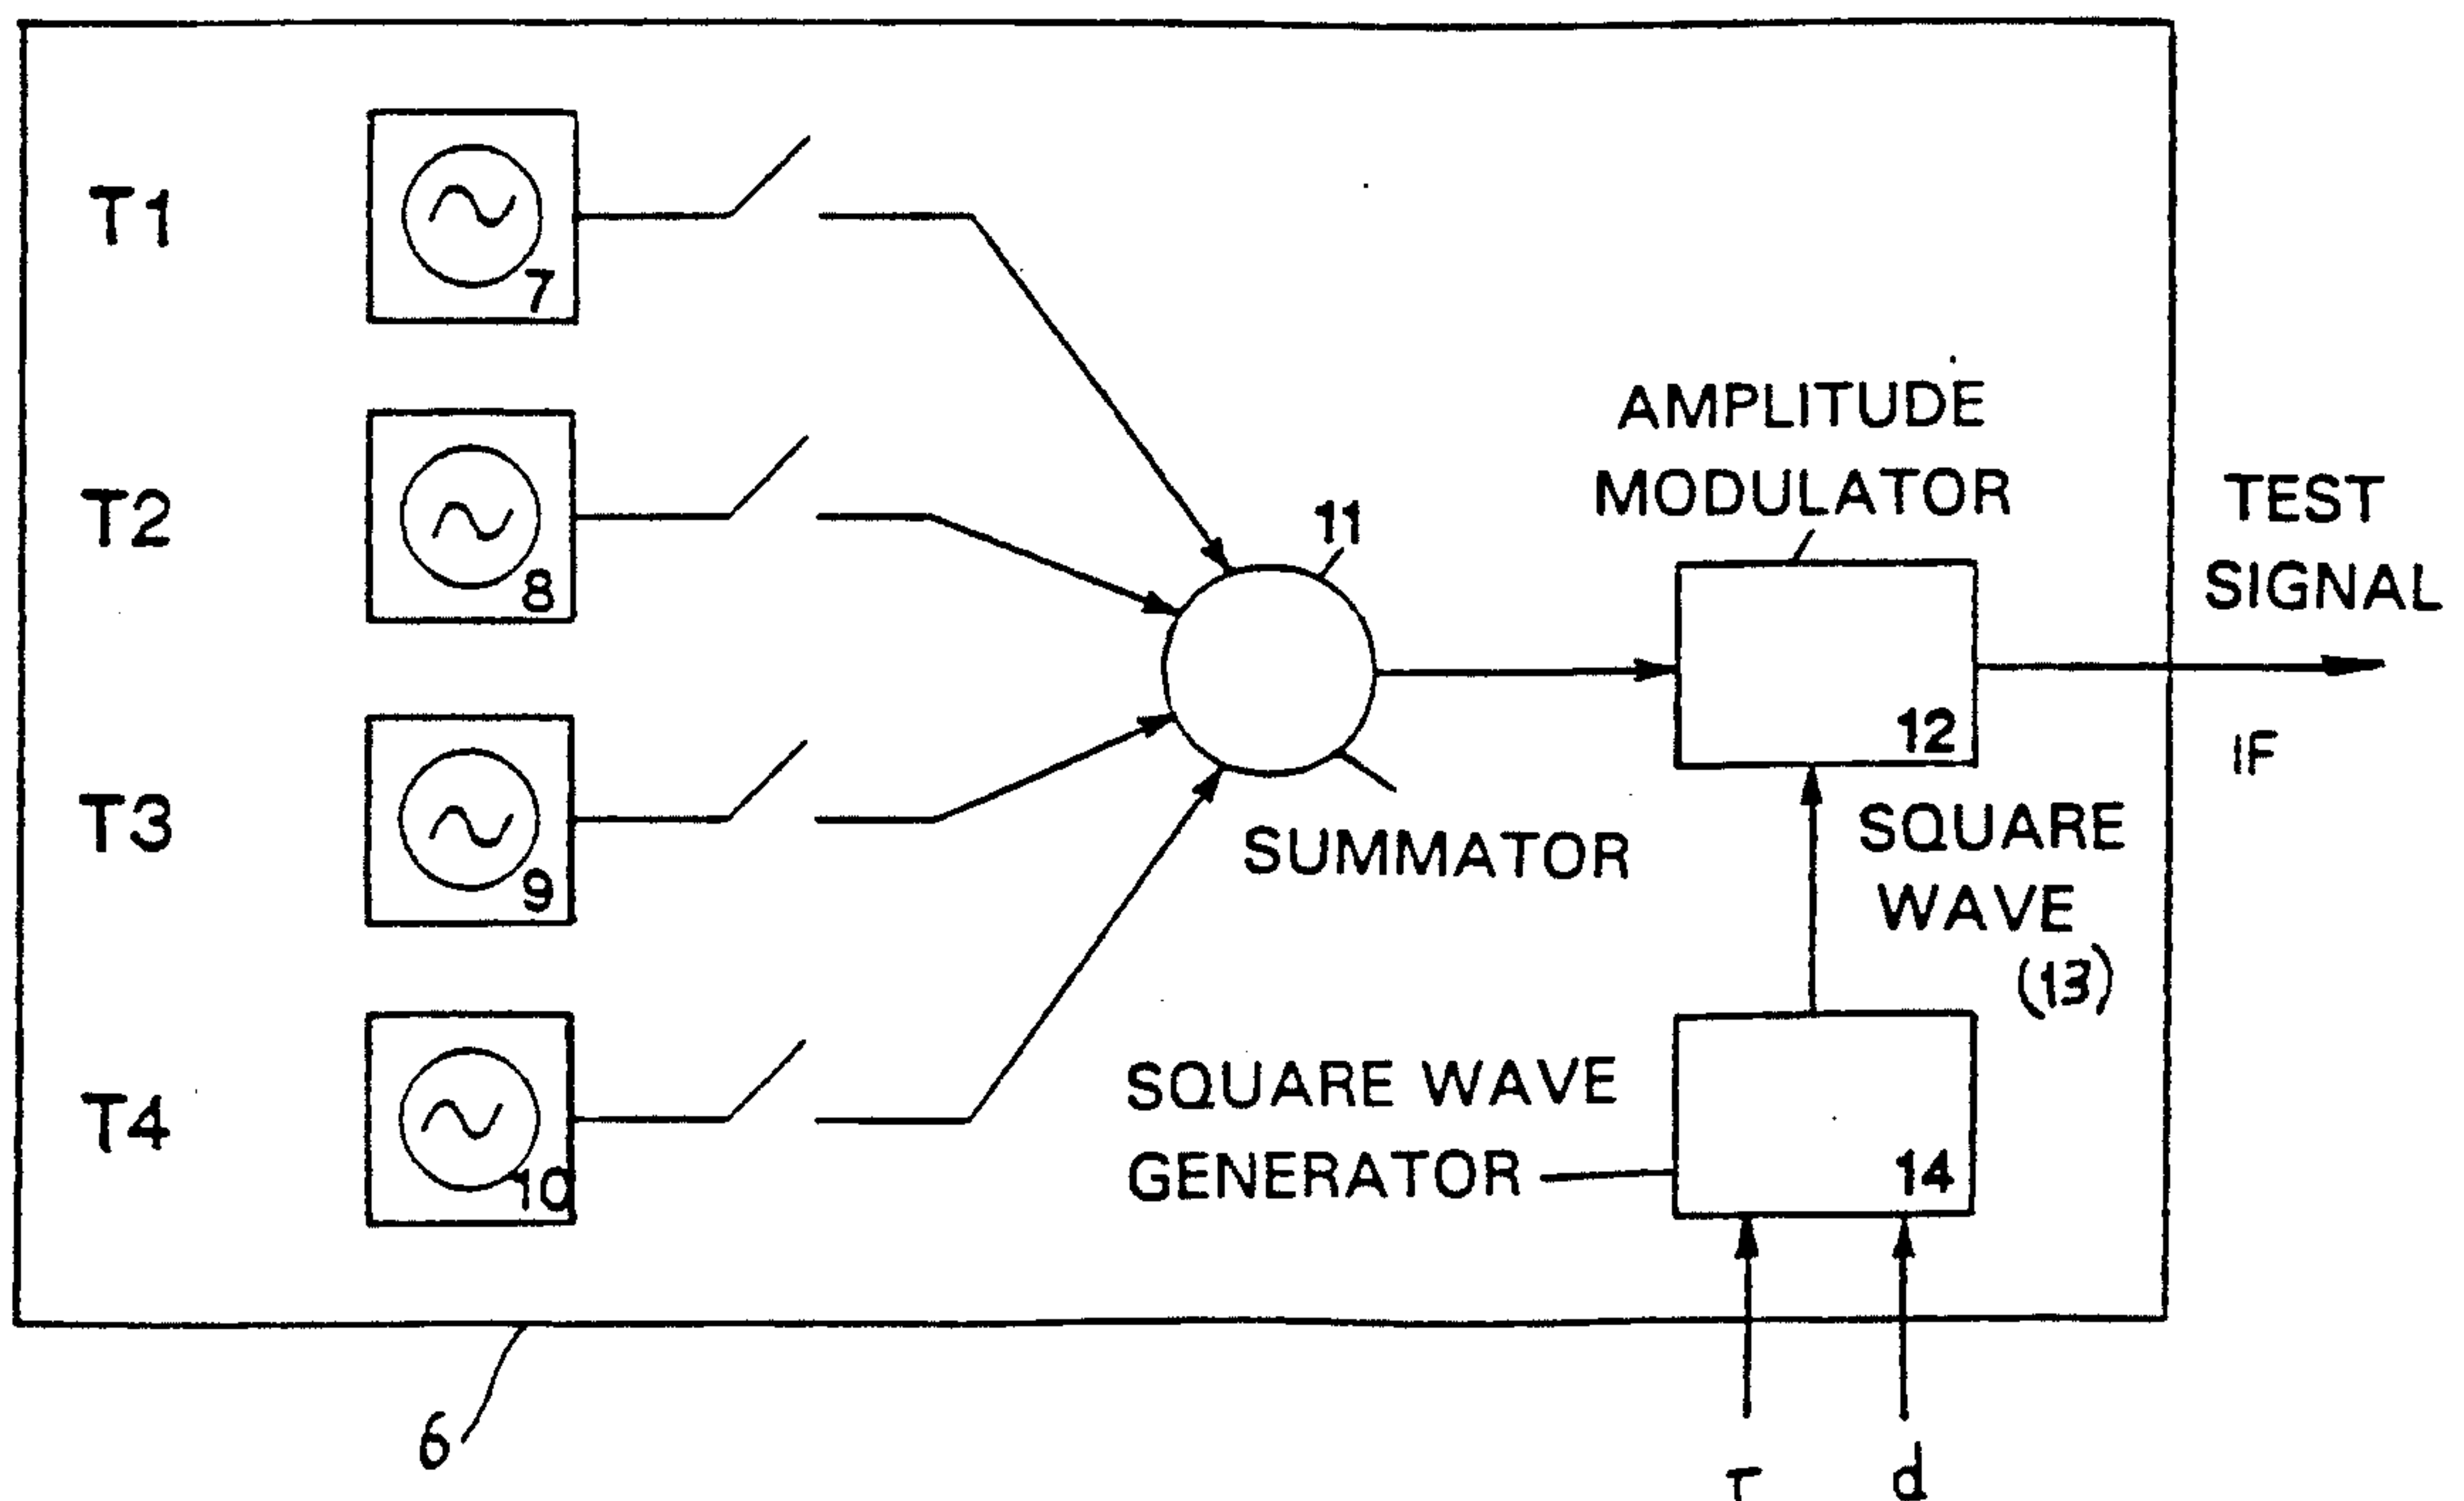 T1
7
T2
8
T3
9
T4
10
11
SUMMATOR
AMPLITUDE
MODULATOR
12
TEST
SIGNAL
IF
SQUARE
WAVE
(13)
SQUARE WAVE
GENERATOR
14
6
d